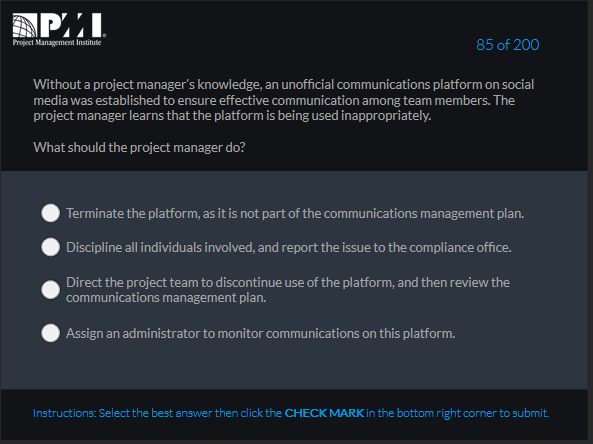 PMI
Project Management Institute
85 of 200
Without a project manager's knowledge, an unofficial communications platform on social
media was established to ensure effective communication among team members. The
project manager learns that the platform is being used inappropriately.
What should the project manager do?
Terminate the platform, as it is not part of the communications management plan.
Discipline all individuals involved, and report the issue to the compliance office.
Direct the project team to discontinue use of the platform, and then review the
communications management plan.
Assign an administrator to monitor communications on this platform.
Instructions: Select the best answer then click the CHECK MARK in the bottom right corner to submit.